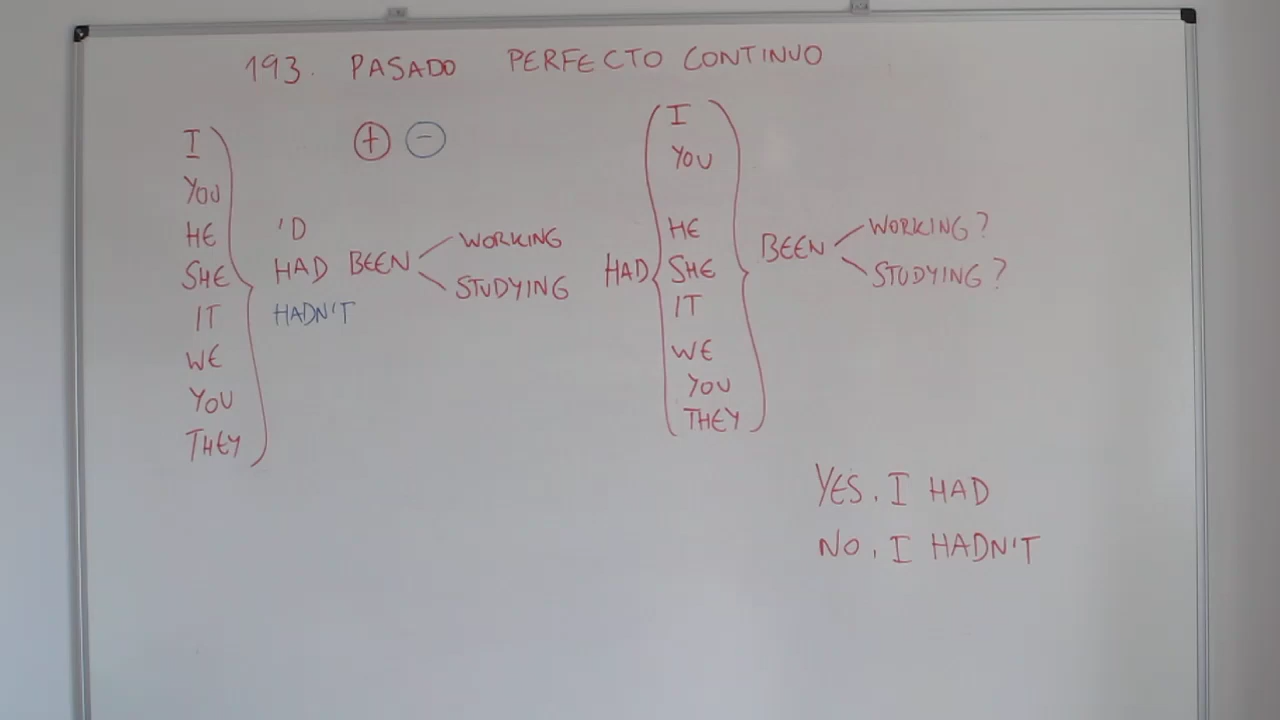 193. PASADO PERFECTO CONTINUO
+ -
I
YOU
HE
SHE
IT
WE
YOU
THEY
'D
HAD BEEN
HADN'T
WORKING
STUDYING
HAD
I
YOU
HE
SHE
IT
WE
YOU
THEY
BEEN
WORKING?
STUDYING?
YES, I HAD
NO, I HADN'T